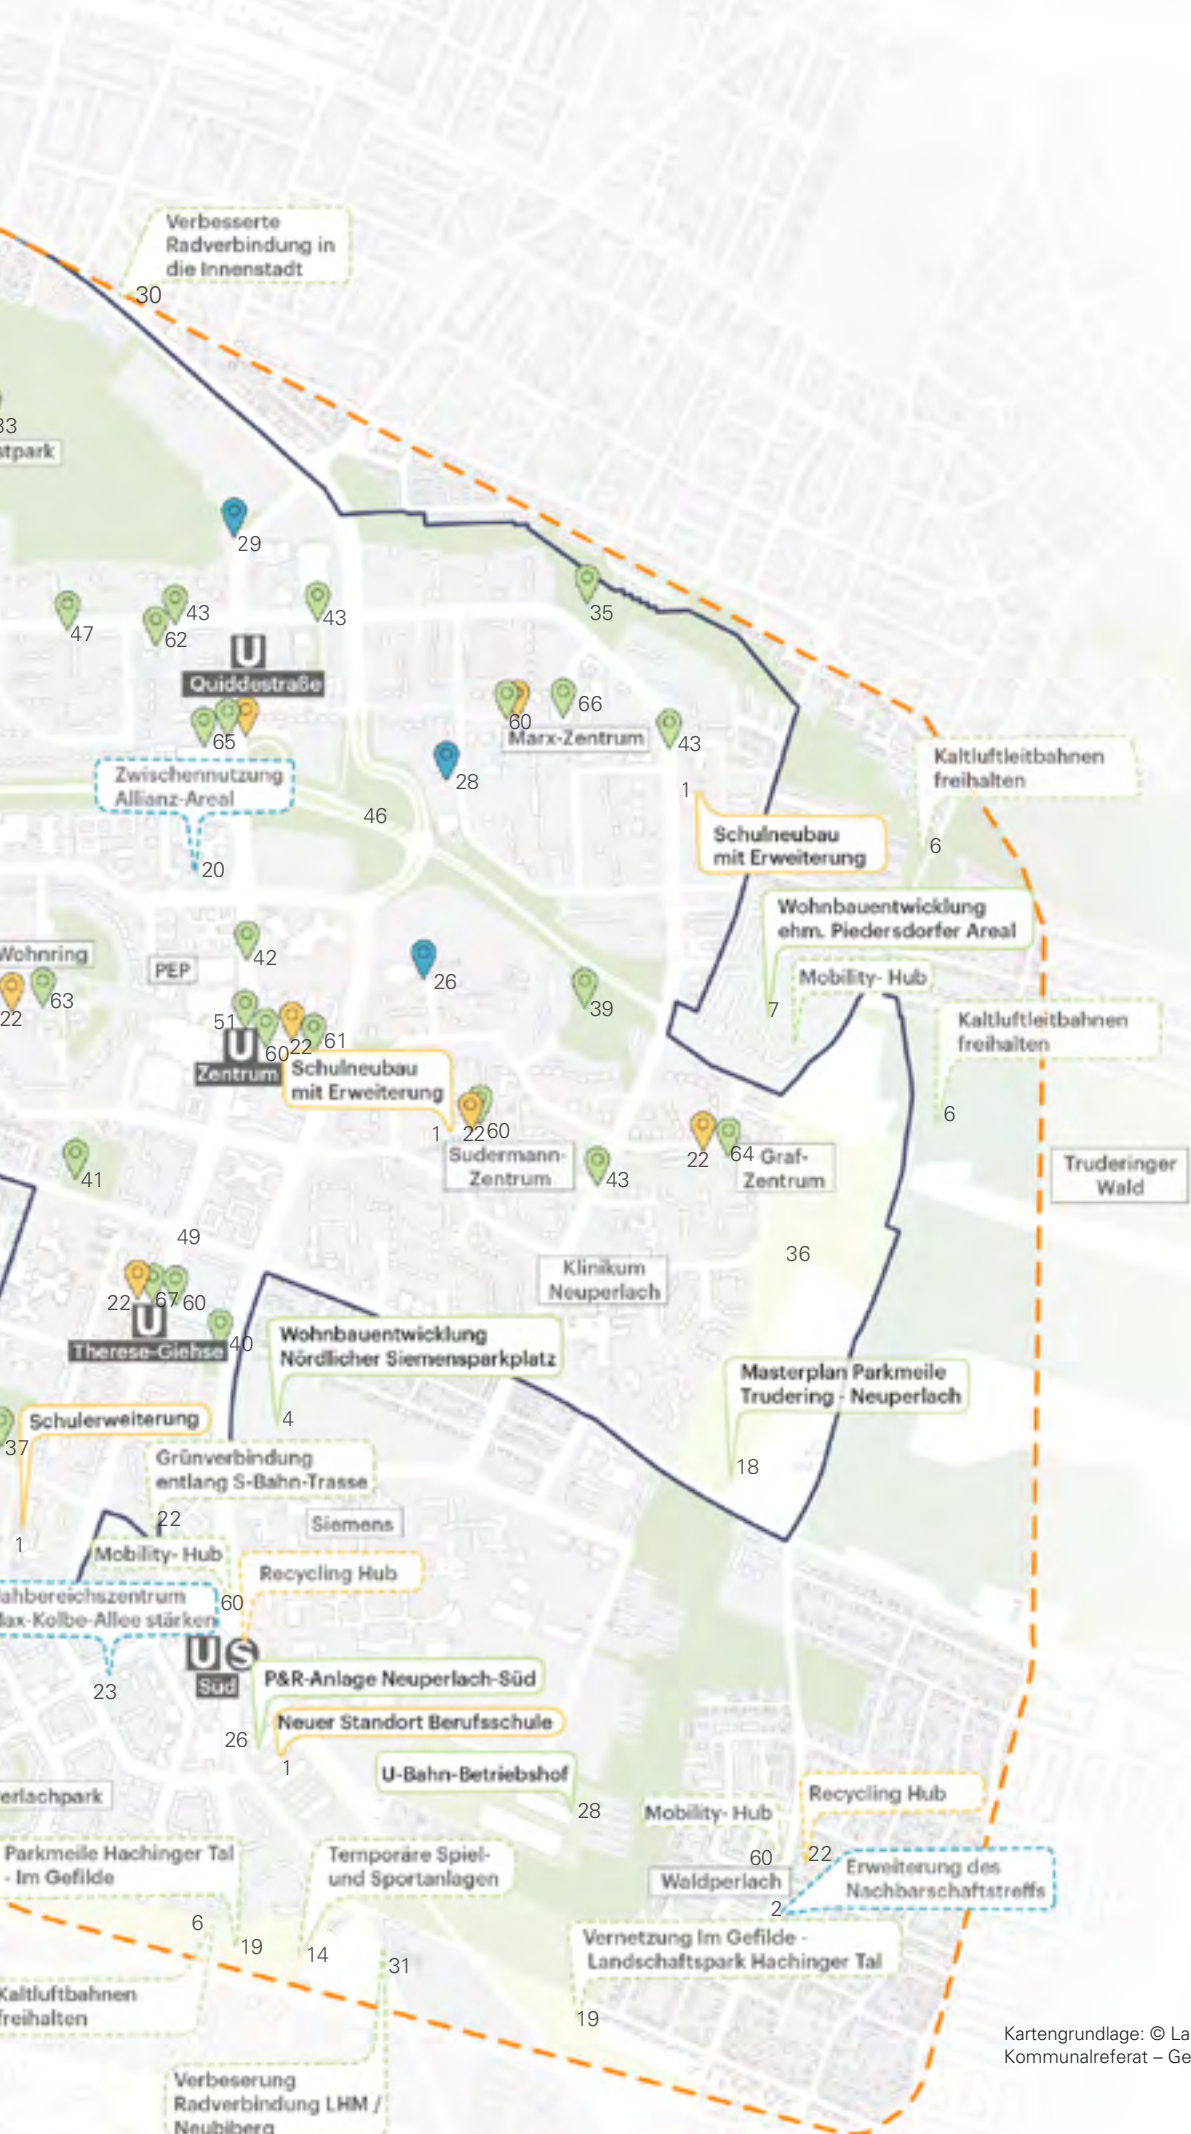 Verbesserte
Radverbindung in
die Innenstadt
30
33
stpark
29
47
43
62
43
35
U
Quiddestraße
65
60
66
Marx-Zentrum
43
28
Zwischennutzung
Allianz-Areal
20
46
1
Schulneubau
mit Erweiterung
Kaltluftleitbahnen
freihalten
6
Wohnbauentwicklung
ehm. Piedersdorfer Areal
7
Mobility- Hub
Kaltluftleitbahnen
freihalten
6
Wohnring
22
63
PEP
42
26
39
51
60
22
61
U
Zentrum
Schulneubau
mit Erweiterung
1
22
60
Sudermann-
Zentrum
43
22
64
Graf-
Zentrum
Truderinger
Wald
41
49
36
Klinikum
Neuperlach
22
67
60
U
Therese-Giehse
40
Wohnbauentwicklung
Nördlicher Siemensparkplatz
4
Masterplan Parkmeile
Trudering - Neuperlach
18
37
Schulerweiterung
1
Grünverbindung
entlang S-Bahn-Trasse
22
Siemens
Mobility- Hub
60
Recycling Hub
ahbereichszentrum
ax-Kolbe-Allee stärken
23
U S
Süd
P&R-Anlage Neuperlach-Süd
26
Neuer Standort Berufsschule
1
U-Bahn-Betriebshof
28
erlachpark
Mobility- Hub
60
Recycling Hub
22
Waldperlach
Erweiterung des
Nachbarschaftstreffs
2
Parkmeile Hachinger Tal
- Im Gefilde
19
Temporäre Spiel-
und Sportanlagen
14
6
Kaltluftbahnen
freihalten
31
Vernetzung Im Gefilde -
Landschaftspark Hachinger Tal
19
Verbeserung
Radverbindung LHM /
Neubiberg
Kartengrundlage: © La
Kommunalreferat – Ge